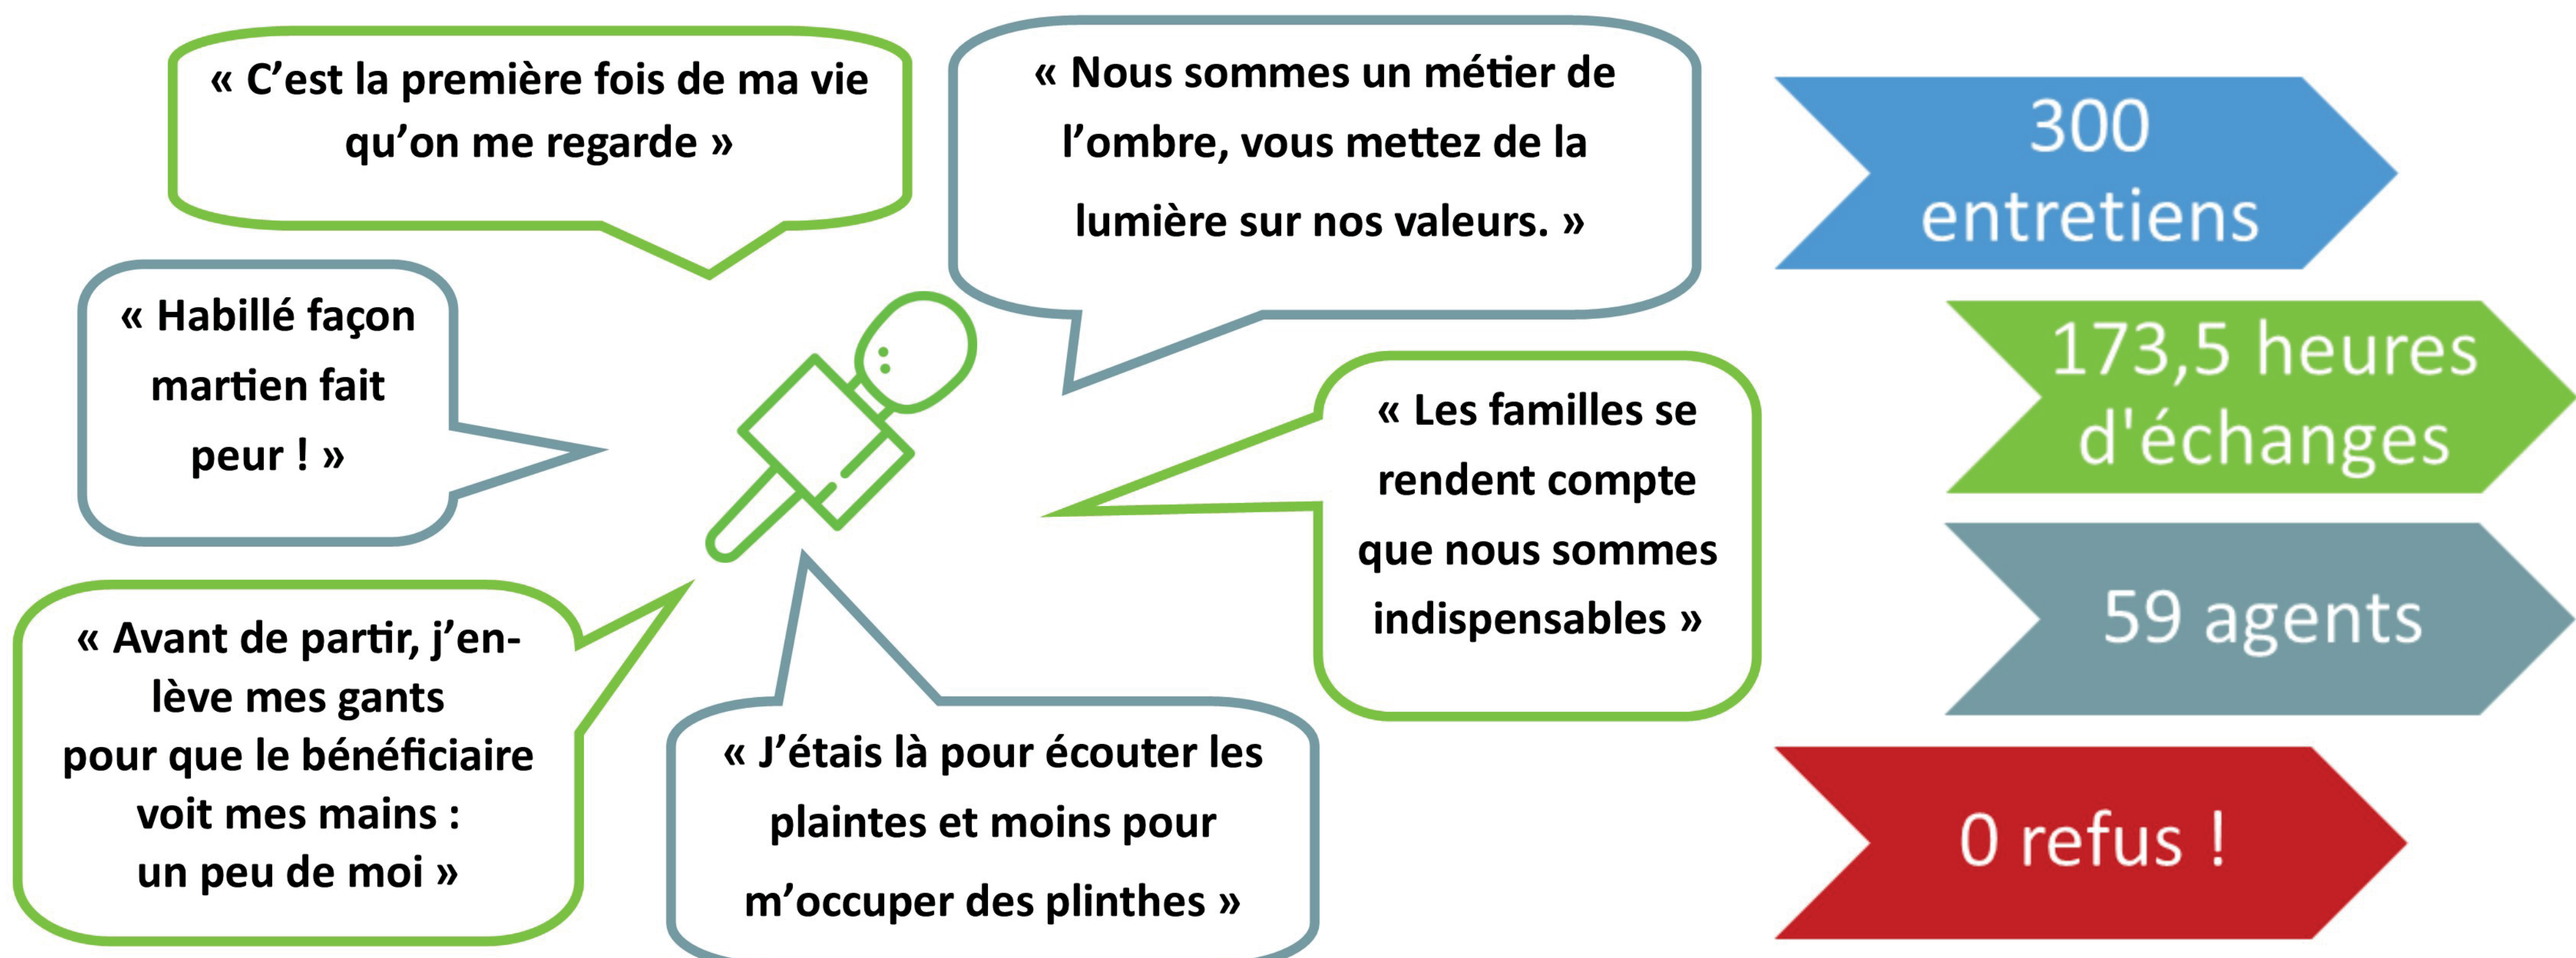 « C’est la première fois de ma vie
qu’on me regarde »
« Nous sommes un métier de
l’ombre, vous mettez de la
lumière sur nos valeurs. »
« Habillé façon
martien fait
peur ! »
« Les familles se
rendent compte
que nous sommes
indispensables »
« Avant de partir, j’en-
lève mes gants
pour que le bénéficiaire
voit mes mains :
un peu de moi »
« J’étais là pour écouter les
plaintes et moins pour
m’occuper des plinthes »
300
entretiens
173,5 heures
d'échanges
59 agents
0 refus !